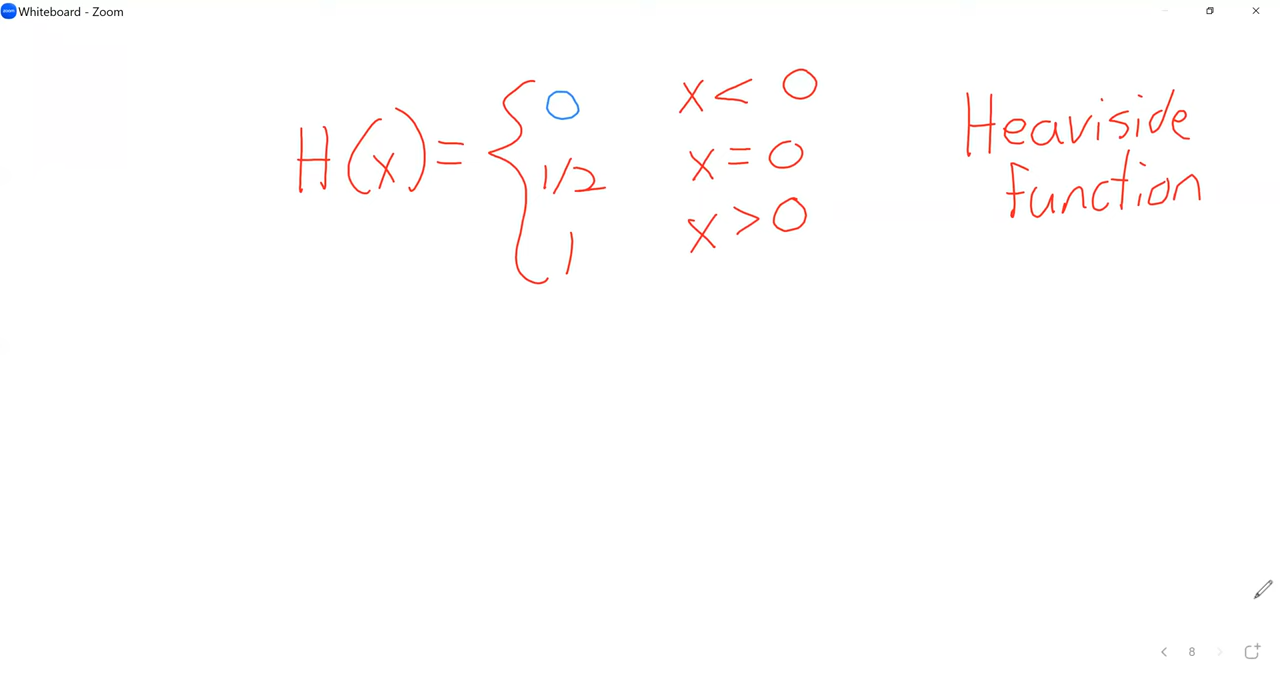 Whiteboard - Zoom
H(x) = { 0 x < 0
1/2 x = 0
1 x > 0
Heaviside
function
8